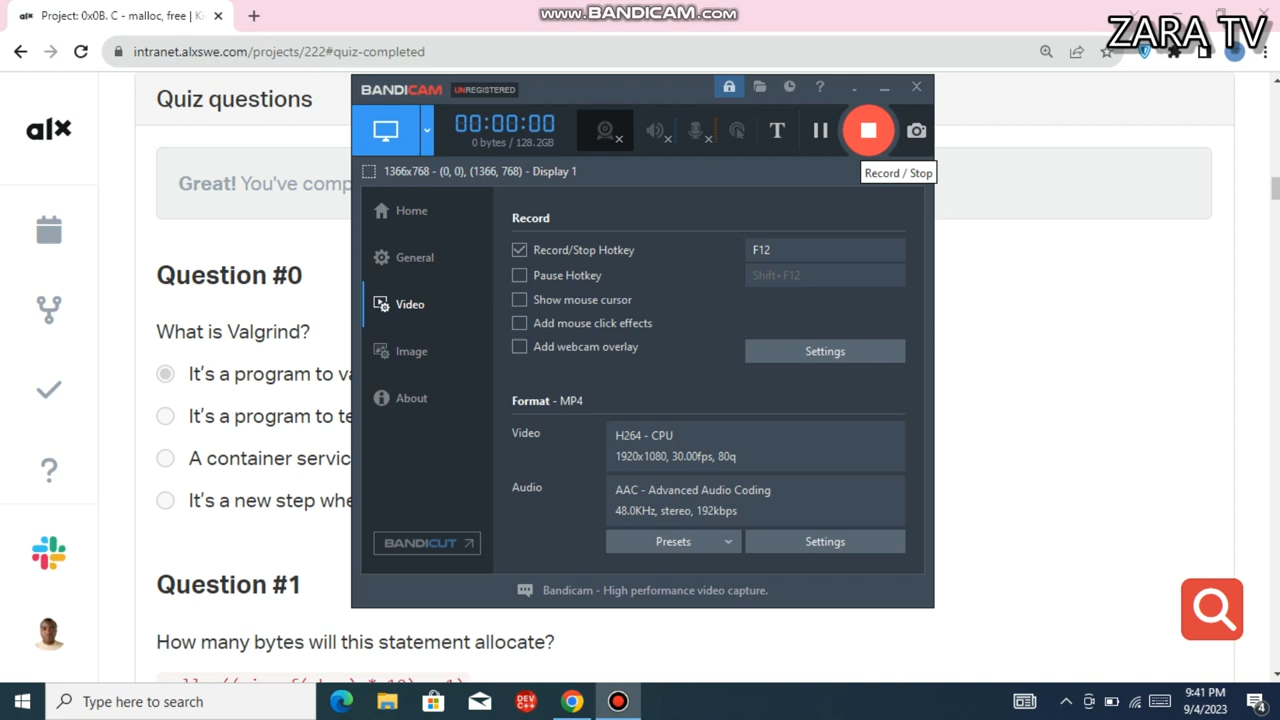 Project: 0x0B. C - malloc, free | Ki
www.BANDICAM.com
ZARA TV
intranet.alxswe.com/projects/222#quiz-completed
alx
Quiz questions
Great! You've comp
Question #0
What is Valgrind?
It's a program to va
It's a program to te
A container servic
It's a new step whe
Question #1
How many bytes will this statement allocate?
BANDICAM UNREGISTERED
00:00:00
0 bytes / 128.2GB
T
1366x768 - (0, 0), (1366, 768) - Display 1
Record / Stop
Home
General
Video
Image
About
BANDICUT
Record
Record/Stop Hotkey F12
Pause Hotkey Shift+F12
Show mouse cursor
Add mouse click effects
Add webcam overlay Settings
Format - MP4
Video H264 - CPU
1920x1080, 30.00fps, 80q
Audio AAC - Advanced Audio Coding
48.0KHz, stereo, 192kbps
Presets Settings
Bandicam - High performance video capture.
Type here to search
DEV C++
9:41 PM
9/4/2023
4